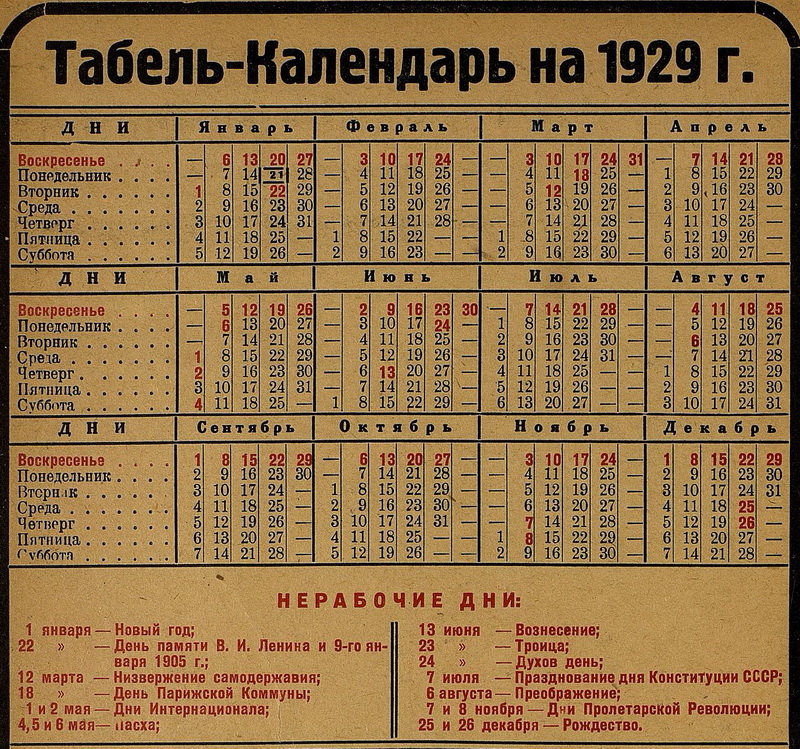 Табель-Календарь на 1929 г.
ДНИ Январь Февраль Март Апрель
Воскресенье . . — 6 13 20 27 — 3 10 17 24 — — 3 10 17 24 31 — 7 14 21 28
Понедельник . . . . — 7 14 21 28 — 4 11 18 25 — — 4 11 18 25 — 1 8 15 22 29
Вторник . . . . . 1 8 15 22 29 — 5 12 19 26 — — 5 12 19 26 — 2 9 16 23 30
Среда . . . . . . 2 9 16 23 30 — 6 13 20 27 — — 6 13 20 27 — 3 10 17 24 —
Четверг . . . . . 3 10 17 24 31 — 7 14 21 28 — — 7 14 21 28 — 4 11 18 25 —
Пятница . . . . . 4 11 18 25 — 1 8 15 22 — — 1 8 15 22 29 — 5 12 19 26 —
Суббота . . . . . 5 12 19 26 — 2 9 16 23 — — 2 9 16 23 30 — 6 13 20 27 —
ДНИ Май Июнь Июль Август
Воскресенье . . . . — 5 12 19 26 — 2 9 16 23 30 — 7 14 21 28 — 4 11 18 25
Понедельник . . . . — 6 13 20 27 — 3 10 17 24 — 1 8 15 22 29 — 5 12 19 26
Вторник . . . . . — 7 14 21 28 — 4 11 18 25 — 2 9 16 23 30 — 6 13 20 27
Среда . . . . . . 1 8 15 22 29 — 5 12 19 26 — 3 10 17 24 31 — 7 14 21 28
Четверг . . . . . 2 9 16 23 30 — 6 13 20 27 — 4 11 18 25 — 1 8 15 22 29
Пятница . . . . . 3 10 17 24 31 — 7 14 21 28 — 5 12 19 26 — 2 9 16 23 30
Суббота . . . . . 4 11 18 25 — 1 8 15 22 29 — 6 13 20 27 — 3 10 17 24 31
ДНИ Сентябрь Октябрь Ноябрь Декабрь
Воскресенье . . . . 1 8 15 22 29 — 6 13 20 27 — 3 10 17 24 1 8 15 22 29
Понедельник . . . . 2 9 16 23 30 — 7 14 21 28 — 4 11 18 25 2 9 16 23 30
Вторник . . . . . 3 10 17 24 — 1 8 15 22 29 — 5 12 19 26 3 10 17 24 31
Среда . . . . . . 4 11 18 25 — 2 9 16 23 30 — 6 13 20 27 4 11 18 25 —
Четверг . . . . . 5 12 19 26 — 3 10 17 24 31 — 7 14 21 28 5 12 19 26 —
Пятница . . . . . 6 13 20 27 — 4 11 18 25 — 1 8 15 22 29 6 13 20 27 —
Суббота . . . . . 7 14 21 28 — 5 12 19 26 — 2 9 16 23 30 7 14 21 28 —
НЕРАБОЧИЕ ДНИ:
1 января — Новый год;
22 » — День памяти В. И. Ленина и 9-го ян-
варя 1905 г.;
12 марта — Низвержение самодержавия;
18 » — День Парижской Коммуны;
1 и 2 мая — Дни Интернационала;
4, 5 и 6 мая — Пасха;
13 июня — Вознесение;
23 » — Троица;
24 » — Духов день;
7 июля — Празднование дня Конституции СССР;
6 августа — Преображение;
7 и 8 ноября — Дни Пролетарской Революции;
25 и 26 декабря — Рождество.